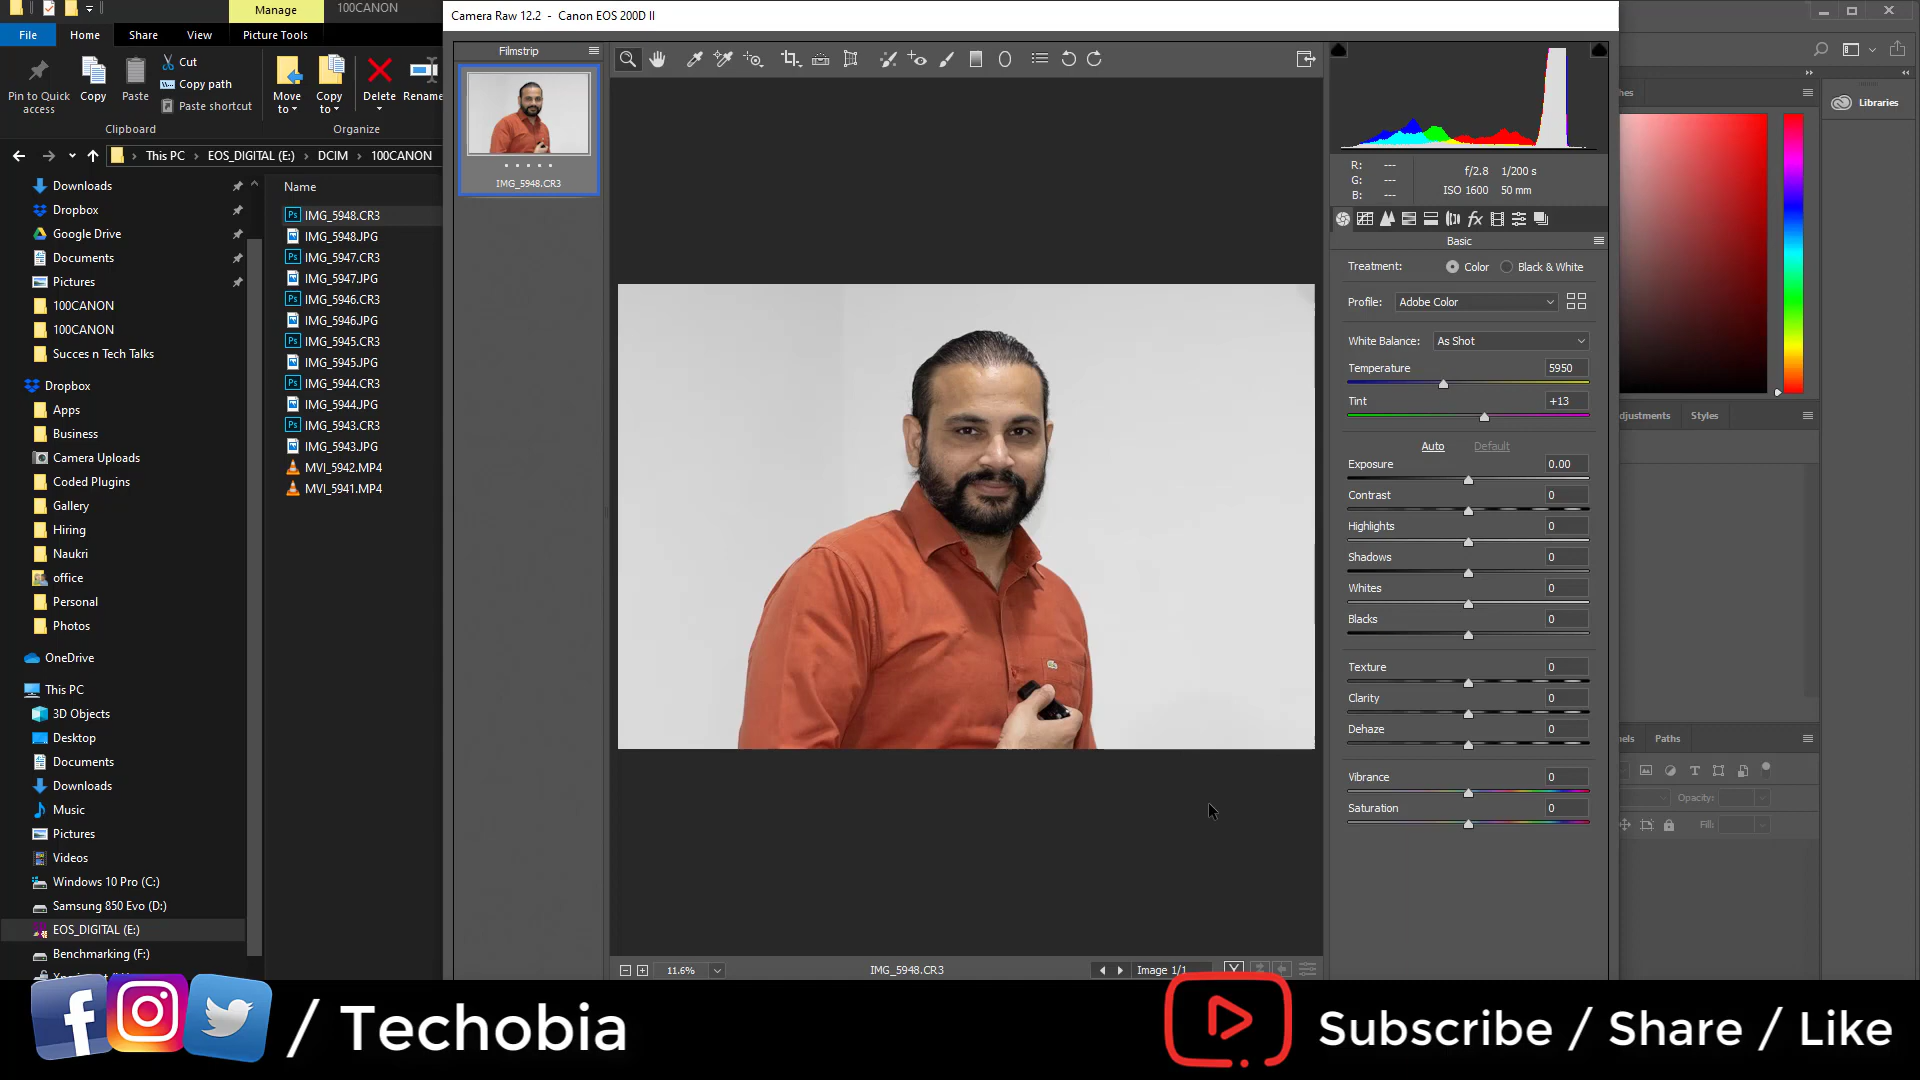 Manage
100CANON
File
Home
Share
View
Picture Tools
Pin to Quick access
Copy
Paste
Cut
Copy path
Paste shortcut
Move to
Copy to
Delete
Rename
Clipboard
Organize
This PC > EOS_DIGITAL (E:) > DCIM > 100CANON
Downloads
Dropbox
Google Drive
Documents
Pictures
100CANON
100CANON
Succes n Tech Talks
Dropbox
Apps
Business
Camera Uploads
Coded Plugins
Gallery
Hiring
Naukri
office
Personal
Photos
OneDrive
This PC
3D Objects
Desktop
Documents
Downloads
Music
Pictures
Videos
Windows 10 Pro (C:)
Samsung 850 Evo (D:)
EOS_DIGITAL (E:)
Benchmarking (F:)
Name
IMG_5948.CR3
IMG_5948.JPG
IMG_5947.CR3
IMG_5947.JPG
IMG_5946.CR3
IMG_5946.JPG
IMG_5945.CR3
IMG_5945.JPG
IMG_5944.CR3
IMG_5944.JPG
IMG_5943.CR3
IMG_5943.JPG
MVI_5942.MP4
MVI_5941.MP4
Camera Raw 12.2 - Canon EOS 200D II
Filmstrip
IMG_5948.CR3
11.6%
IMG_5948.CR3
Image 1/1
R: ---
G: ---
B: ---
f/2.8 1/200 s
ISO 1600 50 mm
Basic
Treatment: Color Black & White
Profile: Adobe Color
White Balance: As Shot
Temperature 5950
Tint +13
Auto Default
Exposure 0.00
Contrast 0
Highlights 0
Shadows 0
Whites 0
Blacks 0
Texture 0
Clarity 0
Dehaze 0
Vibrance 0
Saturation 0
Libraries
Styles
Paths
Opacity:
Fill:
/ Techobia
Subscribe / Share / Like